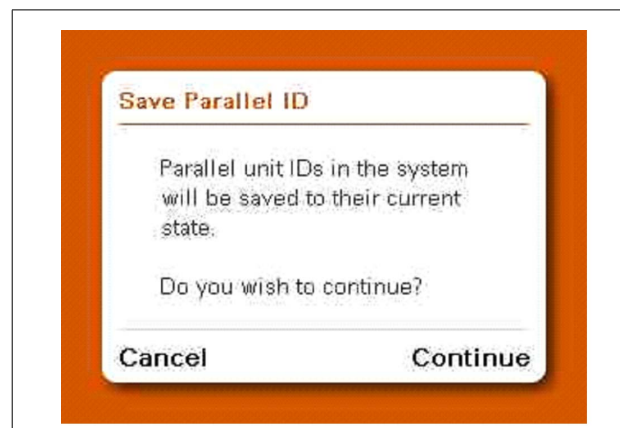 Save Parallel ID
Parallel unit IDs in the system
will be saved to their current
state.
Do you wish to continue?
Cancel Continue